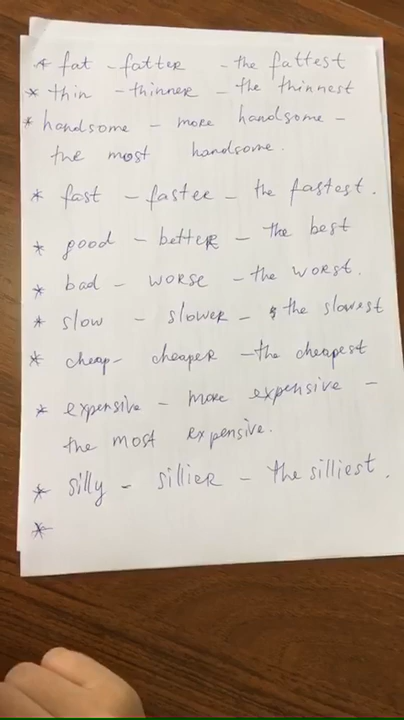 * fat - fatter - the fattest
* thin - thinner - the thinnest
* handsome - more handsome -
the most handsome.
* fast - faster - the fastest.
* good - better - the best
* bad - worse - the worst.
* slow - slower - the slowest
* cheap - cheaper - the cheapest
* expensive - more expensive -
the most expensive.
* silly - sillier - the silliest.
*